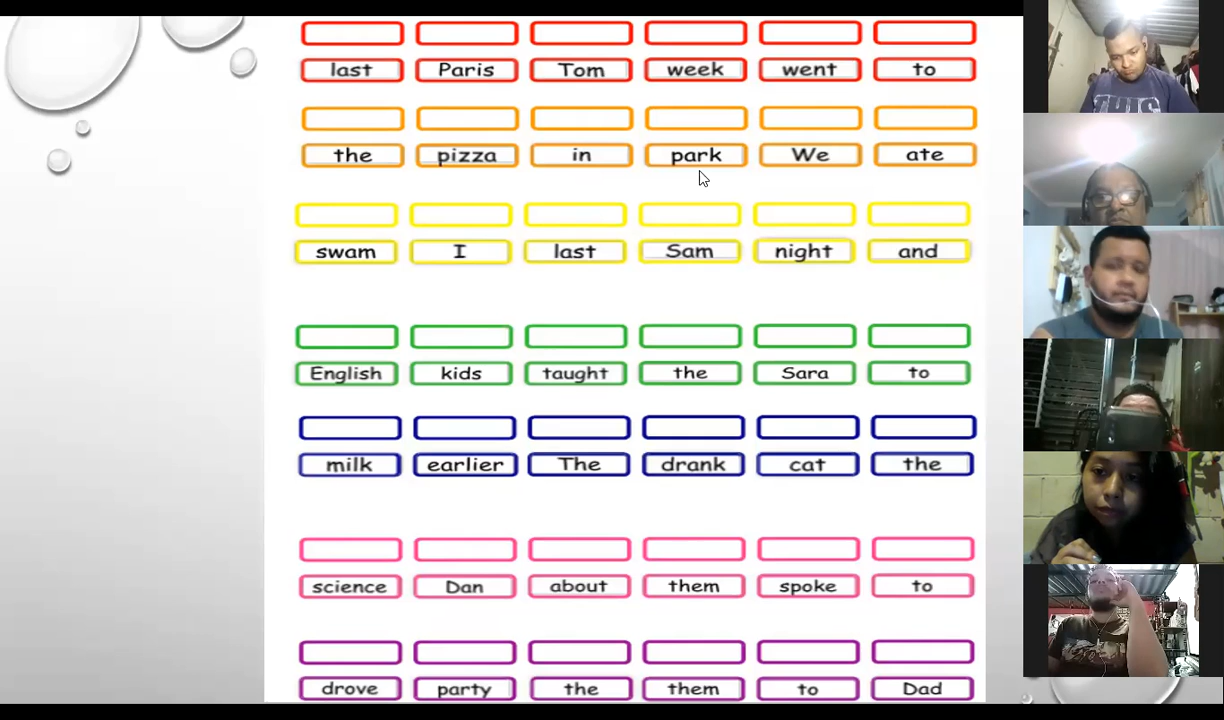 last Paris Tom week went to
the pizza in park We ate
swam I last Sam night and
English kids taught the Sara to
milk earlier The drank cat the
science Dan about them spoke to
drove party the them to Dad
THIS